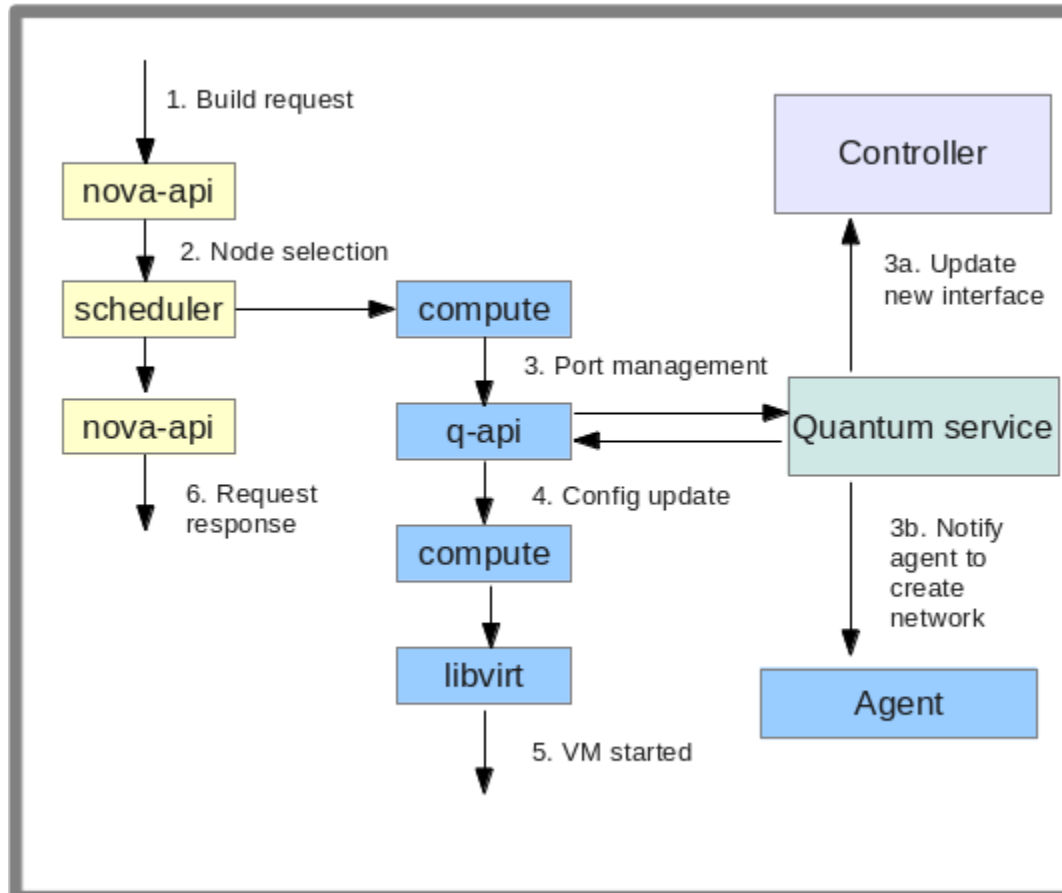 1. Build request
nova-api
2. Node selection
scheduler
nova-api
6. Request
response
compute
3. Port management
q-api
4. Config update
compute
libvirt
5. VM started
Controller
3a. Update
new interface
Quantum service
3b. Notify
agent to
create
network
Agent